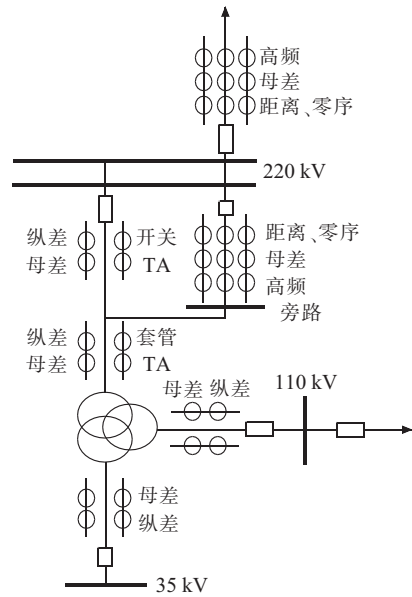 高频
母差
距离、零序
220 kV
纵差 开关
母差 TA
距离、零序
母差
高频
旁路
纵差 套管
母差 TA
母差 纵差
110 kV
母差
纵差
35 kV